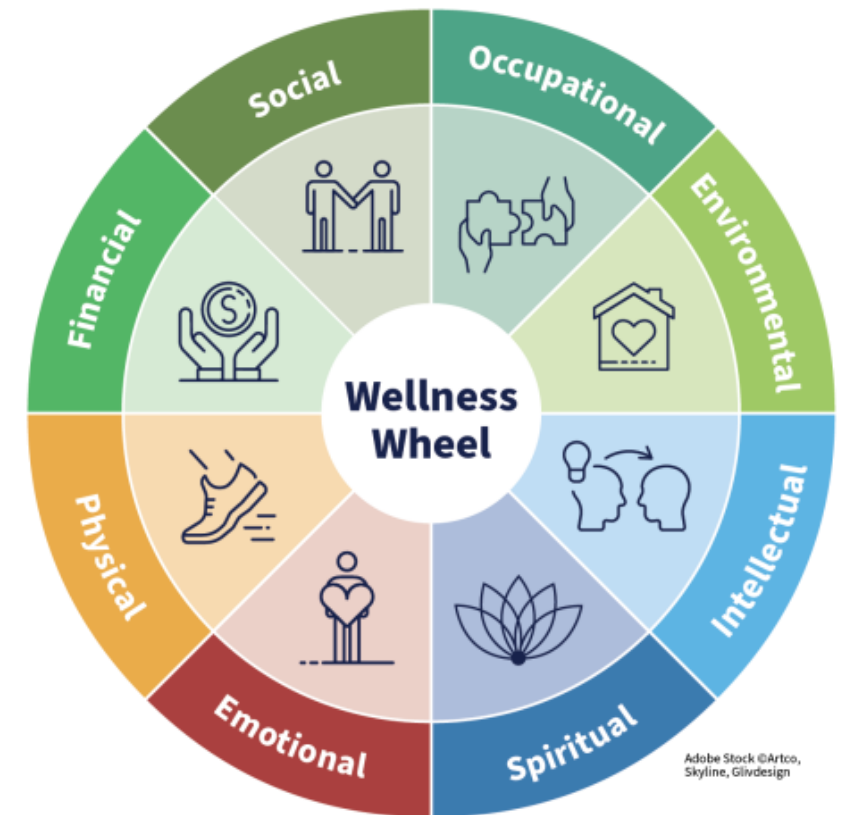 Social
Occupational
Environmental
Intellectual
Spiritual
Emotional
Physical
Financial
S
Wellness
Wheel
Adobe Stock ©Artco,
Skyline, Glivdesign